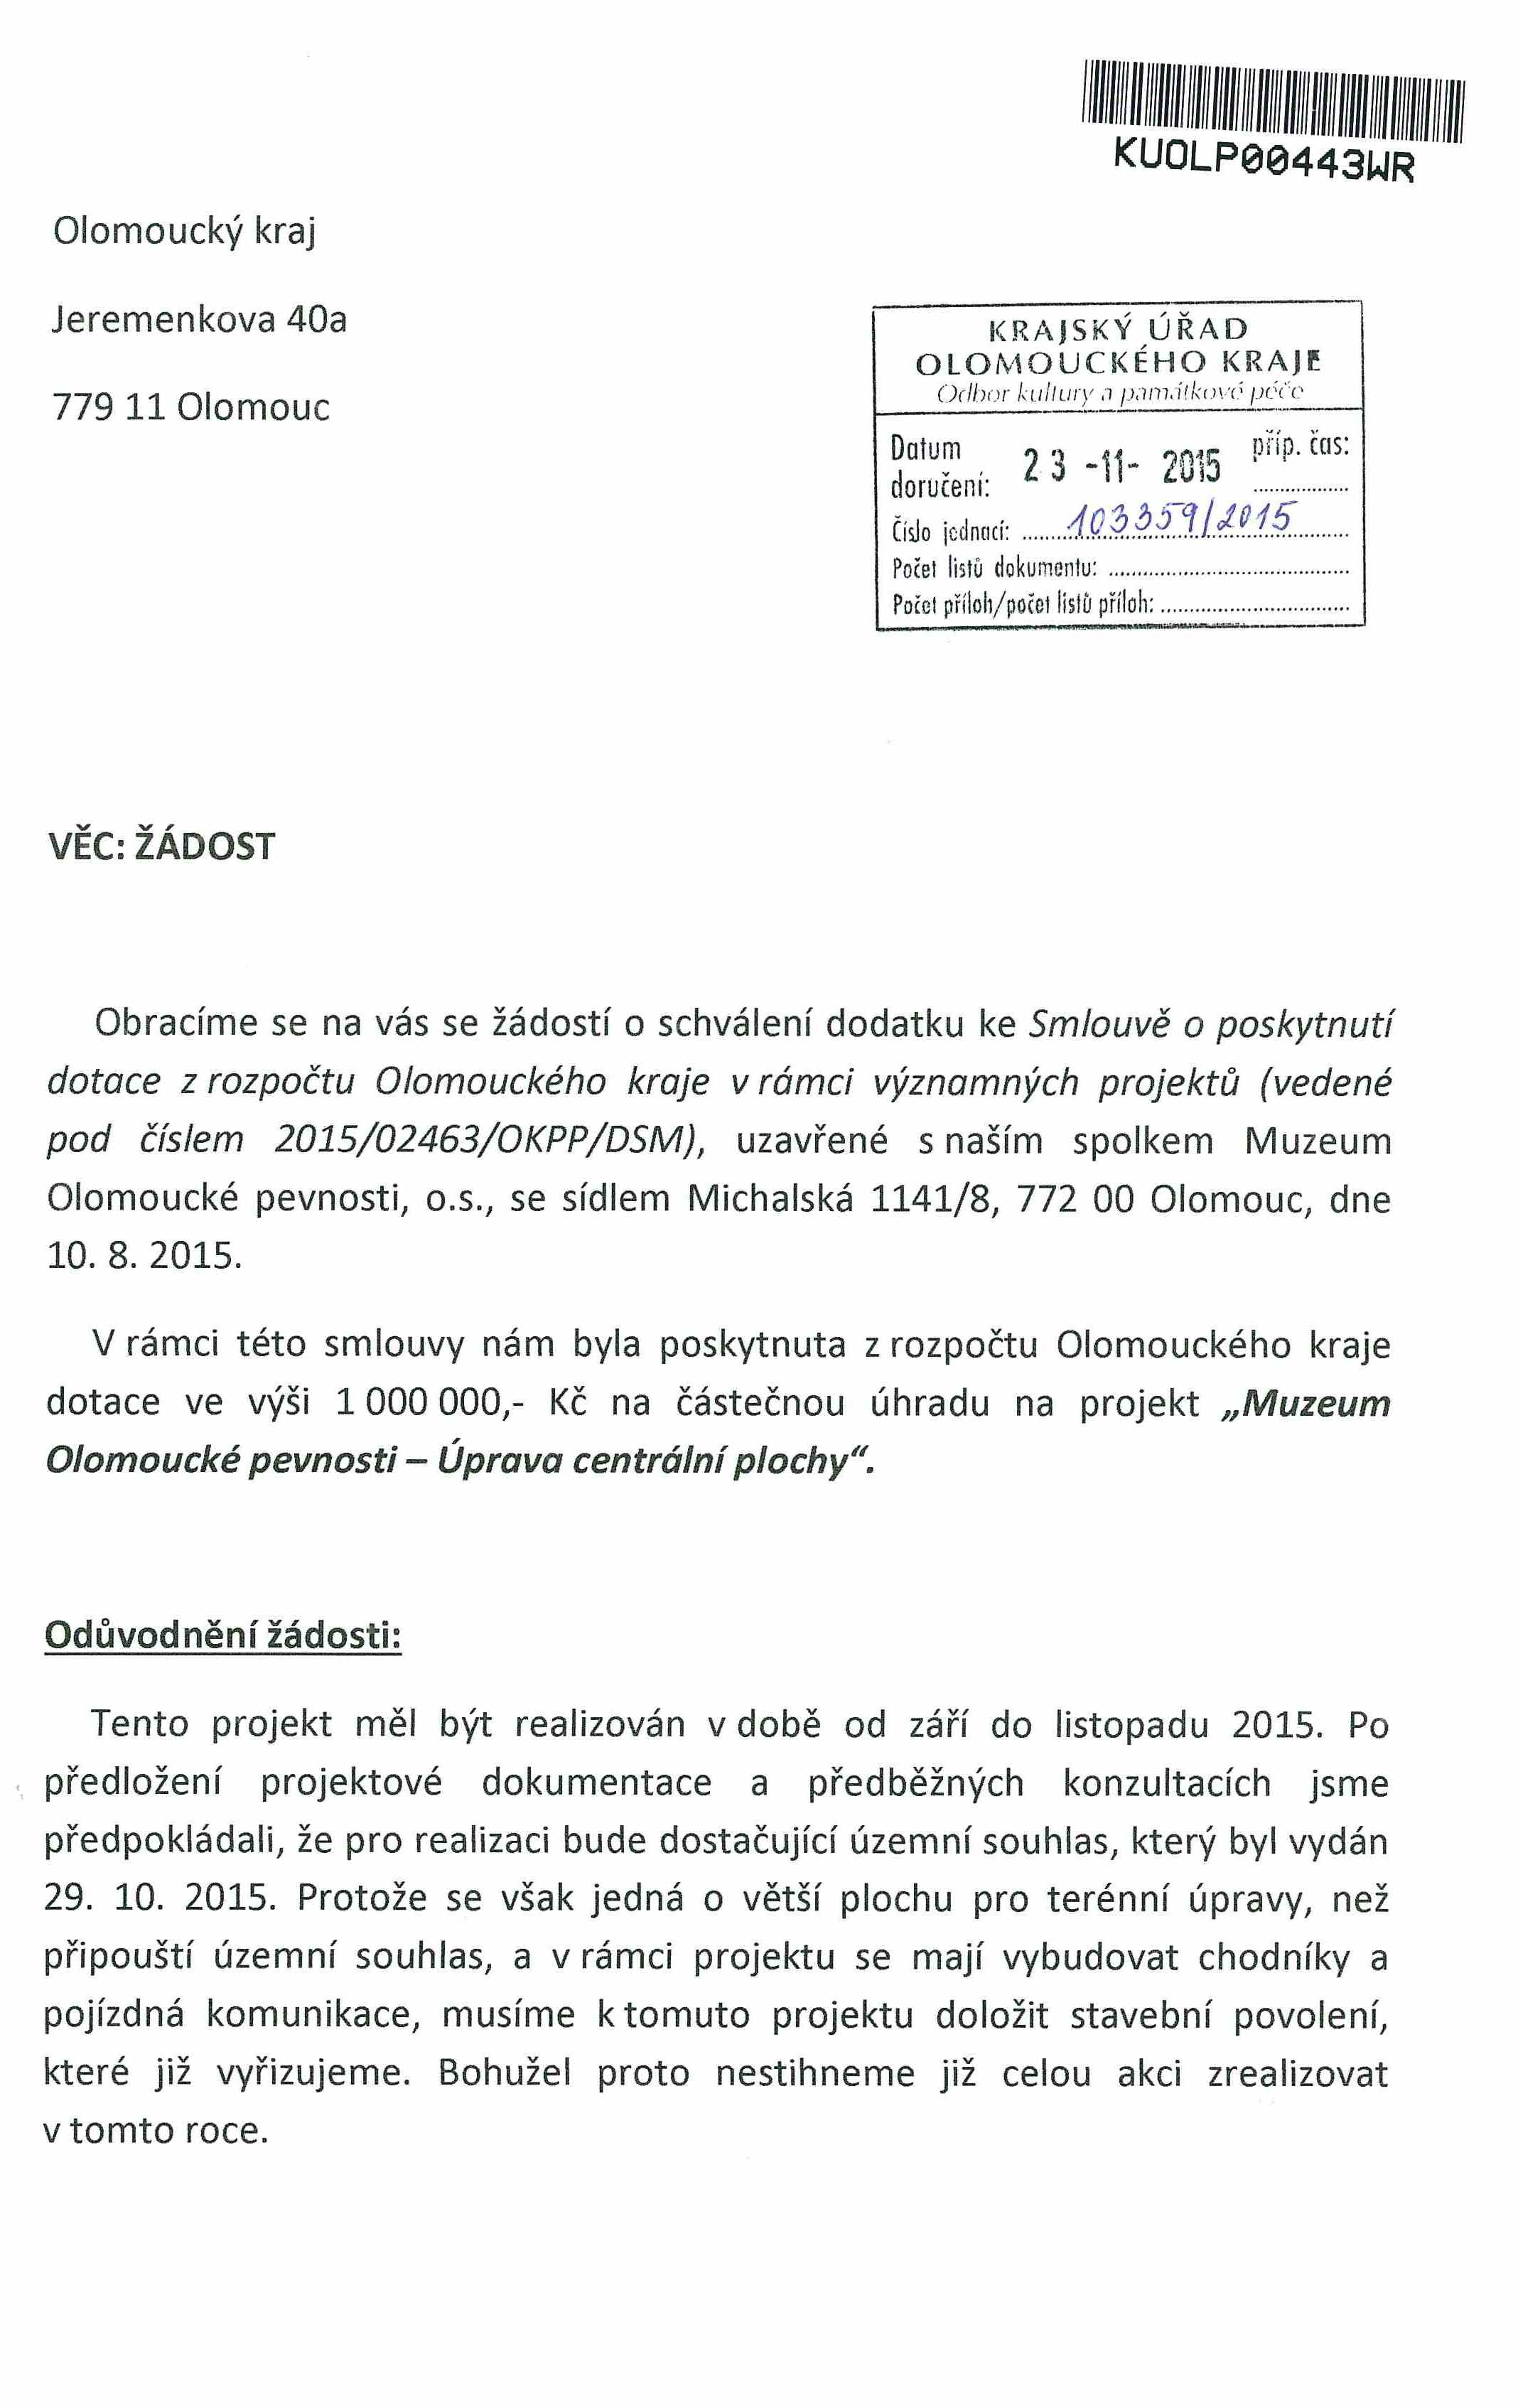 KUOLP00443WR
Olomoucký kraj
Jeremenkova 40a
779 11 Olomouc
KRAJSKÝ ÚŘAD
OLOMOUCKÉHO KRAJE
Odbor kultury a památkové péče
Datum doručení: 23 -11- 2015 příp. čas:
Číslo jednací: 103359/2015
Počet listů dokumentu:
Počet příloh/počet listů příloh:
VĚC: ŽÁDOST
Obracíme se na vás se žádostí o schválení dodatku ke Smlouvě o poskytnutí
dotace z rozpočtu Olomouckého kraje v rámci významných projektů (vedené
pod číslem 2015/02463/OKPP/DSM), uzavřené s naším spolkem Muzeum
Olomoucké pevnosti, o.s., se sídlem Michalská 1141/8, 772 00 Olomouc, dne
10. 8. 2015.
V rámci této smlouvy nám byla poskytnuta z rozpočtu Olomouckého kraje
dotace ve výši 1 000 000,- Kč na částečnou úhradu na projekt „Muzeum
Olomoucké pevnosti – Úprava centrální plochy“.
Odůvodnění žádosti:
Tento projekt měl být realizován v době od září do listopadu 2015. Po
předložení projektové dokumentace a předběžných konzultacích jsme
předpokládali, že pro realizaci bude dostačující územní souhlas, který byl vydán
29. 10. 2015. Protože se však jedná o větší plochu pro terénní úpravy, než
připouští územní souhlas, a v rámci projektu se mají vybudovat chodníky a
pojízdná komunikace, musíme k tomuto projektu doložit stavební povolení,
které již vyřizujeme. Bohužel proto nestihneme již celou akci zrealizovat
v tomto roce.